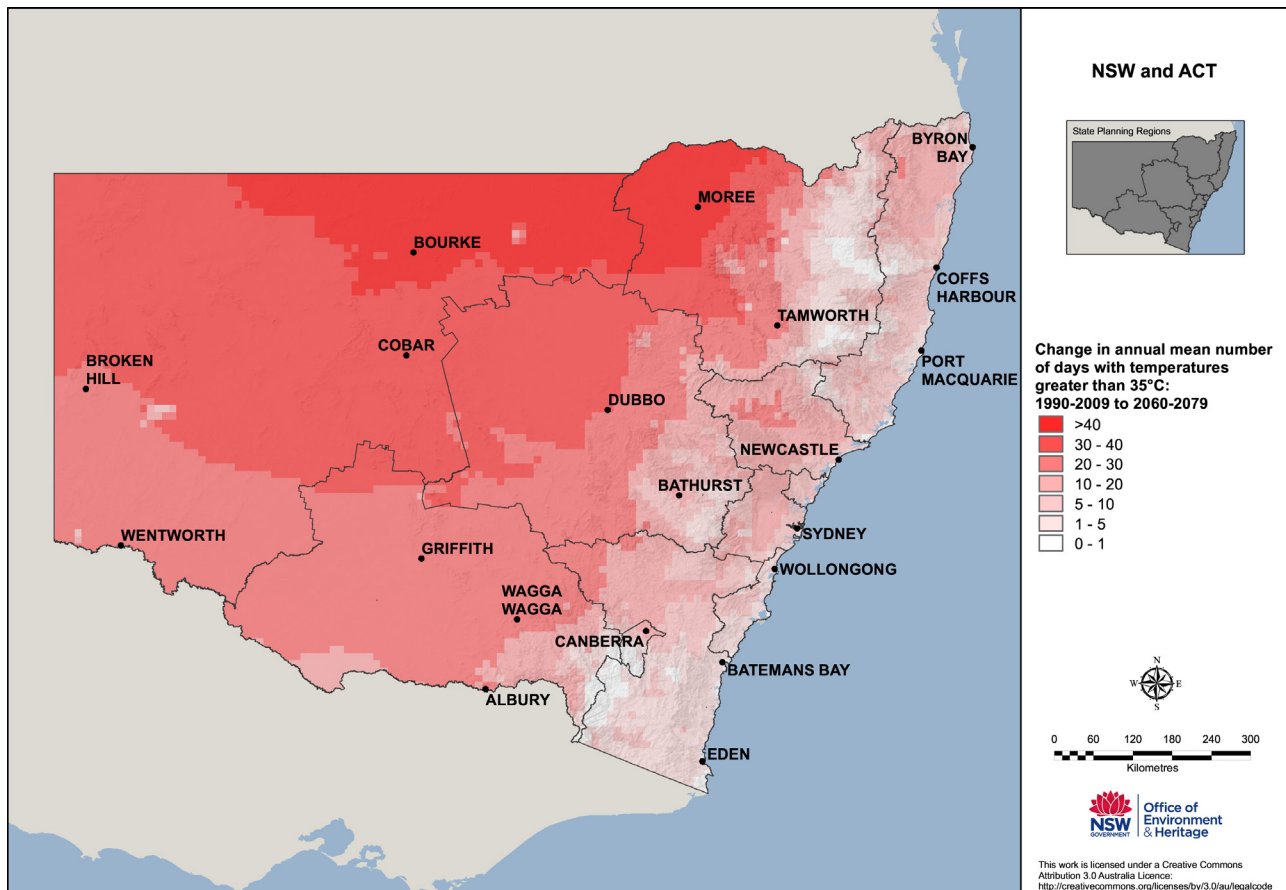 NSW and ACT
State Planning Regions
BYRON
BAY
MOREE
BOURKE
COFFS
HARBOUR
TAMWORTH
COBAR
PORT
MACQUARIE
BROKEN
HILL
DUBBO
NEWCASTLE
BATHURST
SYDNEY
WENTWORTH
GRIFFITH
WOLLONGONG
WAGGA
WAGGA
CANBERRA
BATEMANS BAY
ALBURY
EDEN
Change in annual mean number
of days with temperatures
greater than 35°C:
1990-2009 to 2060-2079
>40
30 - 40
20 - 30
10 - 20
5 - 10
1 - 5
0 - 1
N
W E
S
0 60 120 180 240 300
Kilometres
NSW
GOVERNMENT
Office of
Environment
& Heritage
This work is licensed under a Creative Commons
Attribution 3.0 Australia Licence:
http://creativecommons.org/licenses/by/3.0/au/legalcode